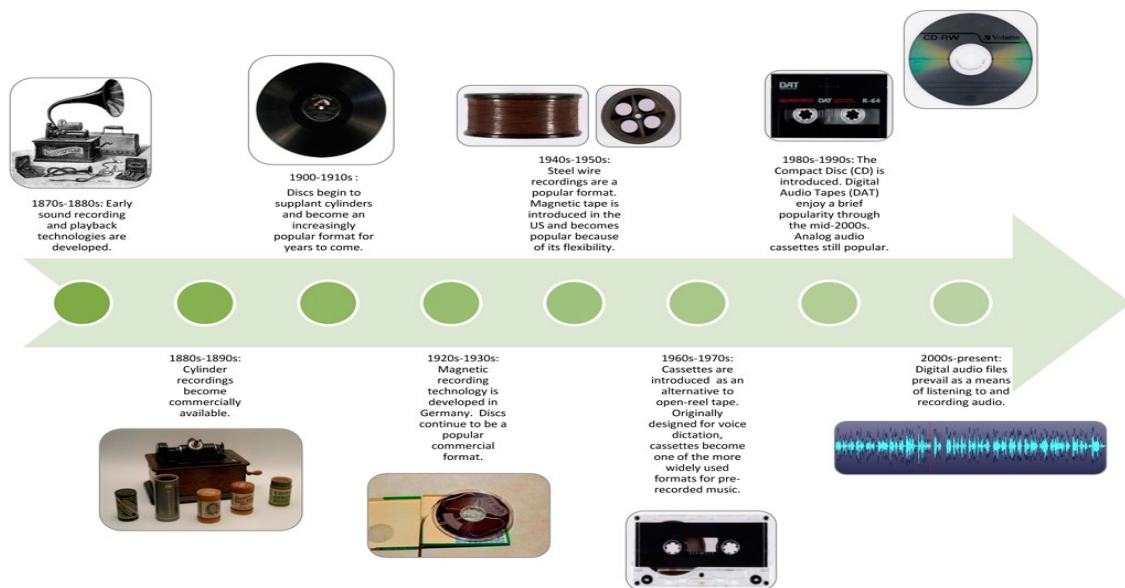 CD-RW
Verbatim
DAT
DAT
R-64
1870s-1880s: Early
sound recording
and playback
technologies are
developed.
1900-1910s :
Discs begin to
supplant cylinders
and become an
increasingly
popular format for
years to come.
1940s-1950s:
Steel wire
recordings are a
popular format.
Magnetic tape is
introduced in the
US and becomes
popular because
of its flexibility.
1980s-1990s: The
Compact Disc (CD) is
introduced. Digital
Audio Tapes (DAT)
enjoy a brief
popularity through
the mid-2000s.
Analog audio
cassettes still popular.
1880s-1890s:
Cylinder
recordings
become
commercially
available.
1920s-1930s:
Magnetic
recording
technology is
developed in
Germany.  Discs
continue to be a
popular
commercial
format.
1960s-1970s:
Cassettes are
introduced  as an
alternative to
open-reel tape.
Originally
designed for voice
dictation,
cassettes become
one of the more
widely used
formats for pre-
recorded music.
2000s-present:
Digital audio files
prevail as a means
of listening to and
recording audio.